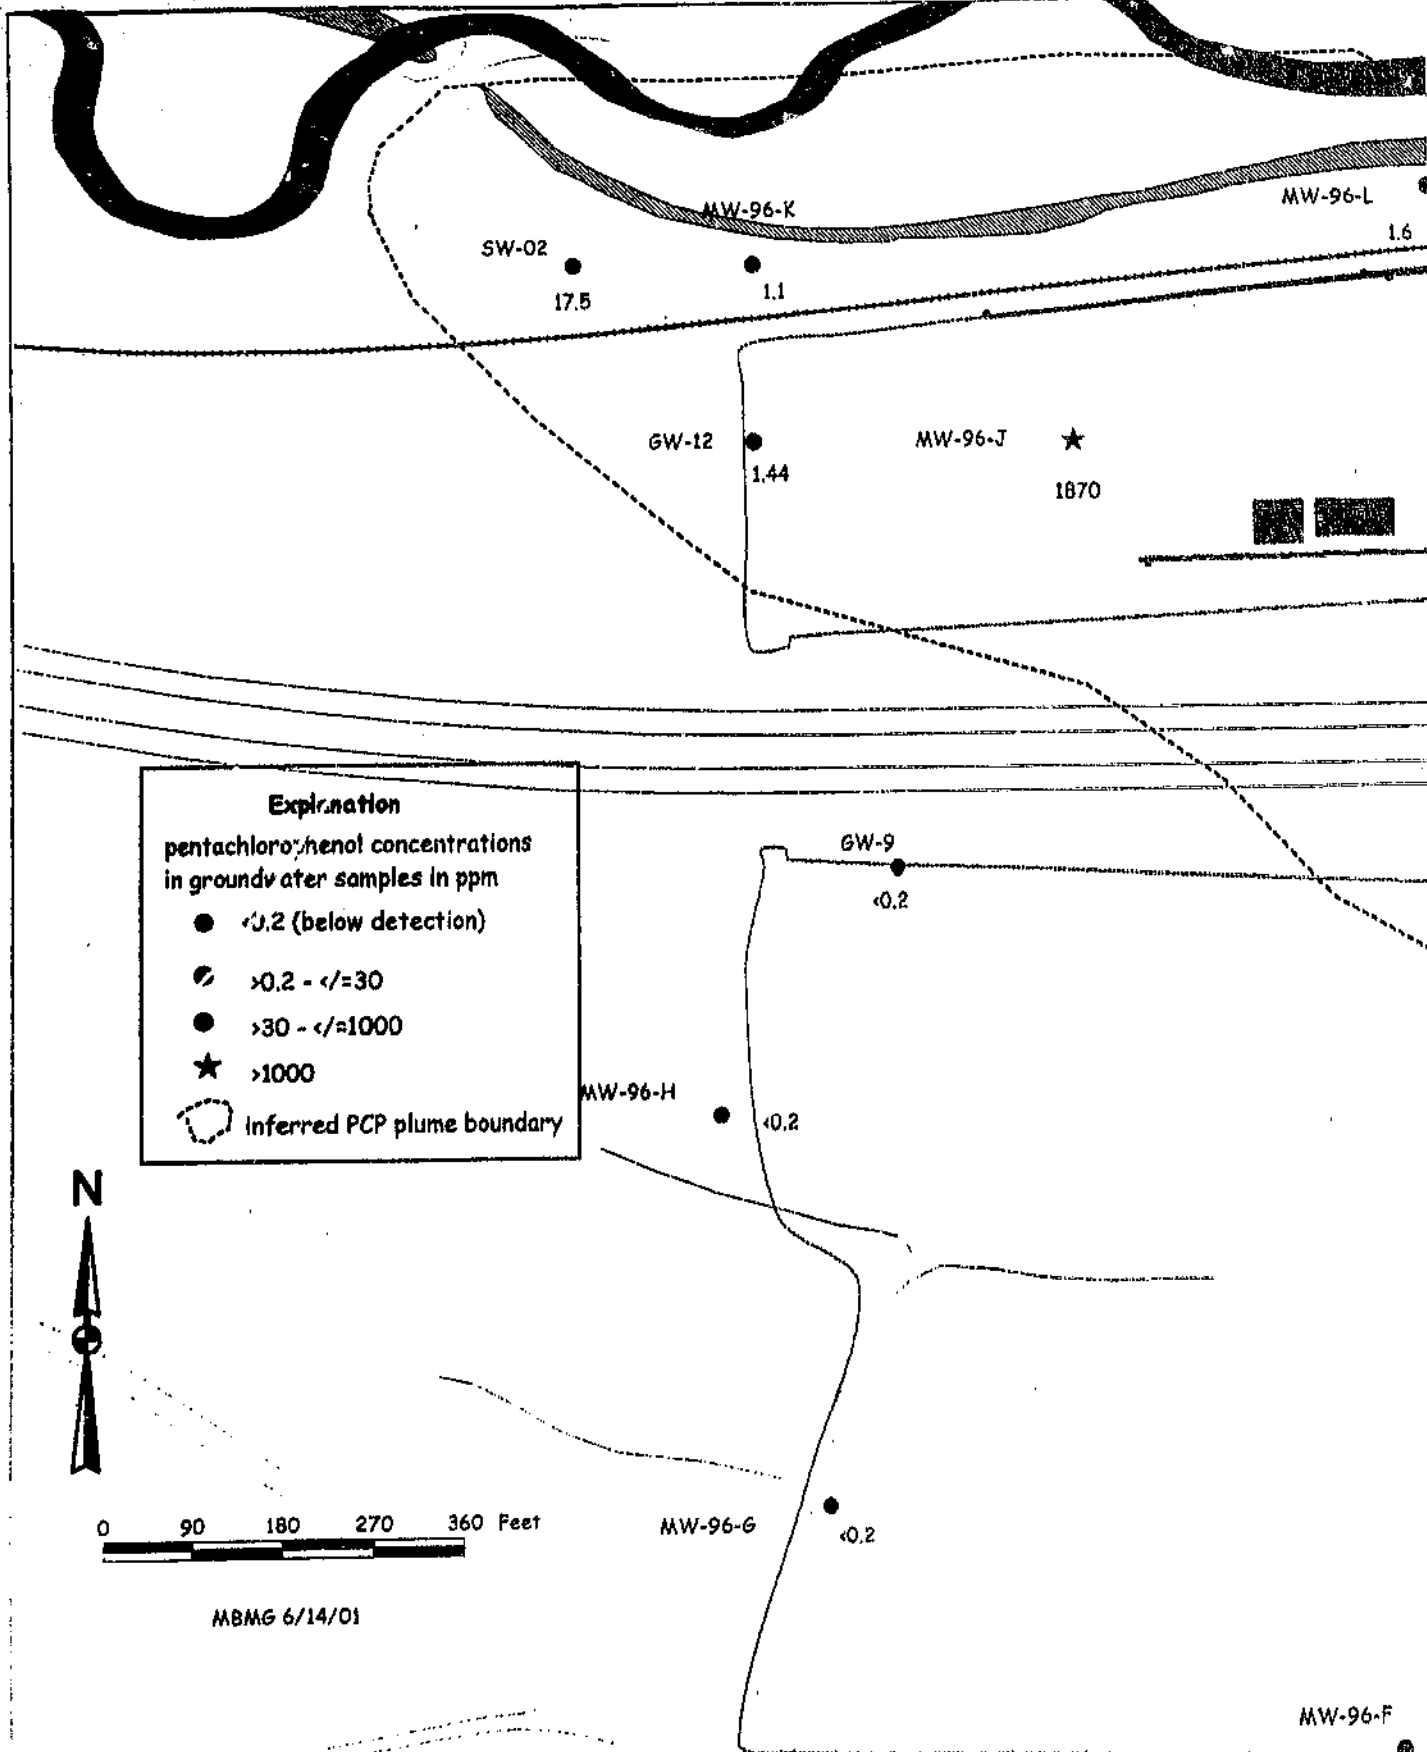 MW-96-K
MW-96-L
1.6
SW-02
17.5
1.1
GW-12
1.44
MW-96-J
1870
Explanation
pentachlorophenol concentrations
in groundwater samples in ppm
<0.2 (below detection)
>0.2 - </=30
>30 - </=1000
>1000
inferred PCP plume boundary
GW-9
<0.2
MW-96-H
<0.2
N
0 90 180 270 360 Feet
MW-96-G
<0.2
MBMG 6/14/01
MW-96-F